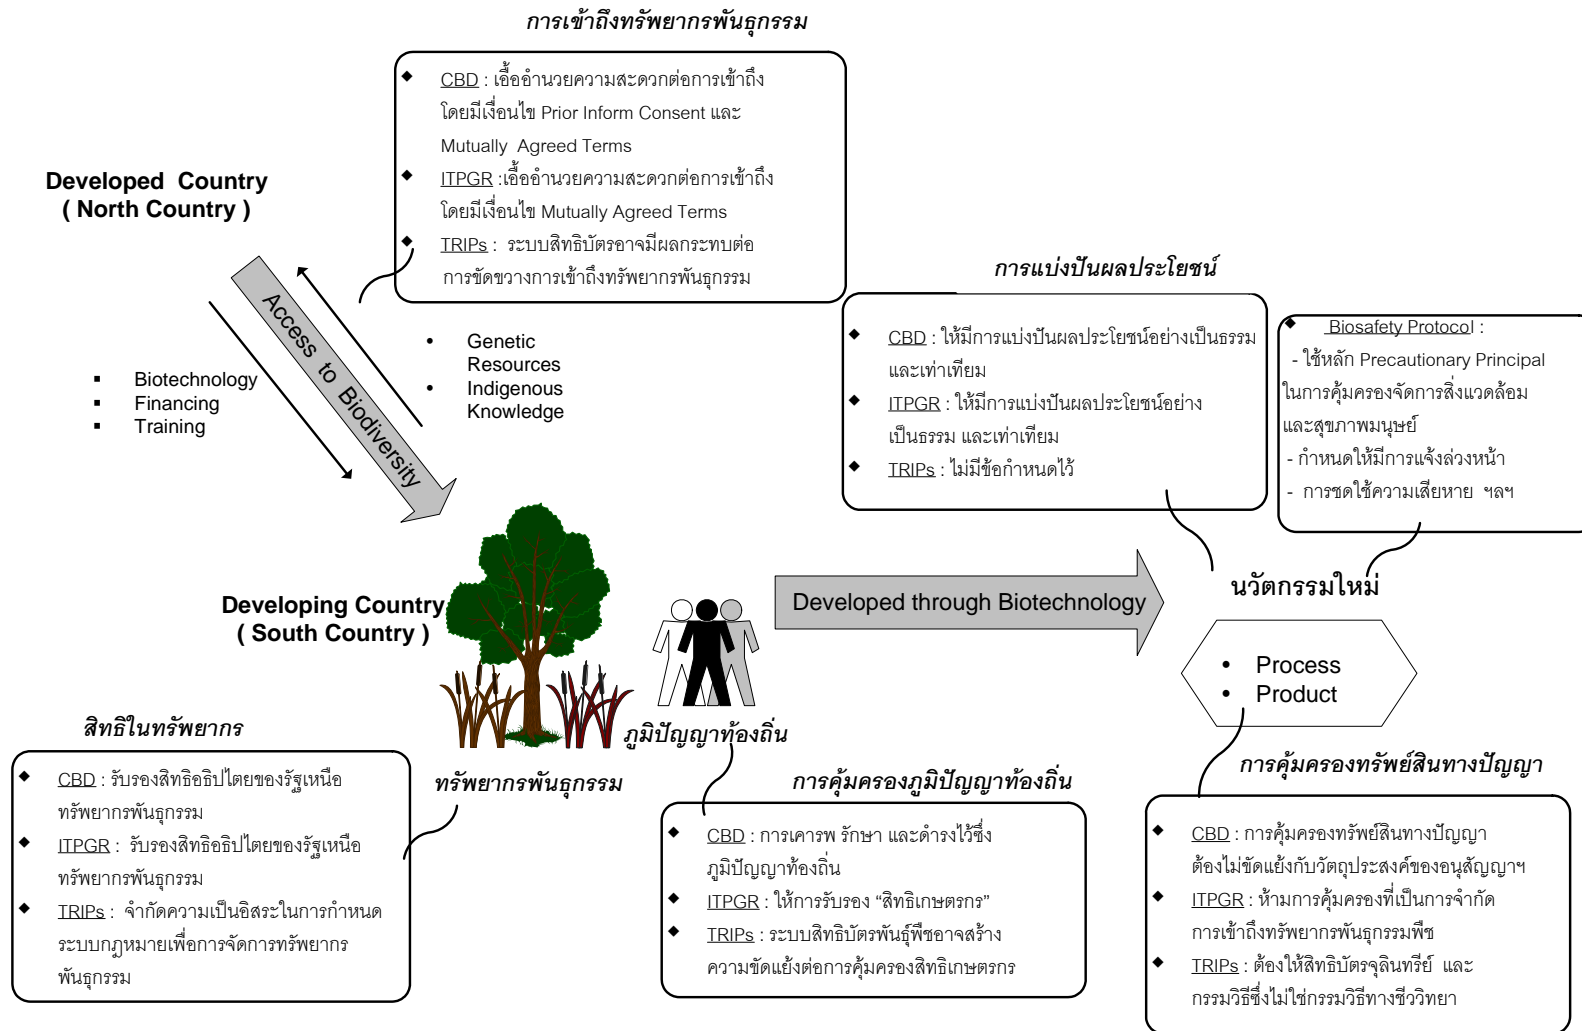 การเข้าถึงทรัพยากรพันธุกรรม
◆ CBD : เอื้ออำนวยความสะดวกต่อการเข้าถึง
โดยมีเงื่อนไข Prior Inform Consent และ
Mutually Agreed Terms
◆ ITPGR :เอื้ออำนวยความสะดวกต่อการเข้าถึง
โดยมีเงื่อนไข Mutually Agreed Terms
◆ TRIPs : ระบบสิทธิบัตรอาจมีผลกระทบต่อ
การขัดขวางการเข้าถึงทรัพยากรพันธุกรรม
Developed Country
( North Country )
Access to Biodiversity
• Genetic
Resources
• Indigenous
Knowledge
▪ Biotechnology
▪ Financing
▪ Training
การแบ่งปันผลประโยชน์
◆ CBD : ให้มีการแบ่งปันผลประโยชน์อย่างเป็นธรรม
และเท่าเทียม
◆ ITPGR : ให้มีการแบ่งปันผลประโยชน์อย่าง
เป็นธรรม และเท่าเทียม
◆ TRIPs : ไม่มีข้อกำหนดไว้
◆ Biosafety Protocol :
- ใช้หลัก Precautionary Principal
ในการคุ้มครองจัดการสิ่งแวดล้อม
และสุขภาพมนุษย์
- กำหนดให้มีการแจ้งล่วงหน้า
- การชดใช้ความเสียหาย ฯลฯ
Developing Country
( South Country )
Developed through Biotechnology
นวัตกรรมใหม่
• Process
• Product
ภูมิปัญญาท้องถิ่น
ทรัพยากรพันธุกรรม
สิทธิในทรัพยากร
◆ CBD : รับรองสิทธิอธิปไตยของรัฐเหนือ
ทรัพยากรพันธุกรรม
◆ ITPGR : รับรองสิทธิอธิปไตยของรัฐเหนือ
ทรัพยากรพันธุกรรม
◆ TRIPs : จำกัดความเป็นอิสระในการกำหนด
ระบบกฎหมายเพื่อการจัดการทรัพยากร
พันธุกรรม
การคุ้มครองภูมิปัญญาท้องถิ่น
◆ CBD : การเคารพ รักษา และดำรงไว้ซึ่ง
ภูมิปัญญาท้องถิ่น
◆ ITPGR : ให้การรับรอง “สิทธิเกษตรกร”
◆ TRIPs : ระบบสิทธิบัตรพันธุ์พืชอาจสร้าง
ความขัดแย้งต่อการคุ้มครองสิทธิเกษตรกร
การคุ้มครองทรัพย์สินทางปัญญา
◆ CBD : การคุ้มครองทรัพย์สินทางปัญญา
ต้องไม่ขัดแย้งกับวัตถุประสงค์ของอนุสัญญาฯ
◆ ITPGR : ห้ามการคุ้มครองที่เป็นการจำกัด
การเข้าถึงทรัพยากรพันธุกรรมพืช
◆ TRIPs : ต้องให้สิทธิบัตรจุลินทรีย์ และ
กรรมวิธีซึ่งไม่ใช่กรรมวิธีทางชีววิทยา